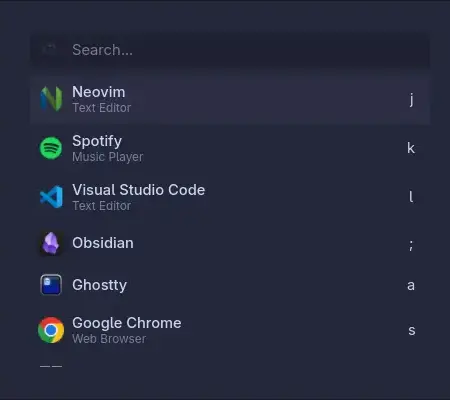 Search...
Neovim
Text Editor
j
Spotify
Music Player
k
Visual Studio Code
Text Editor
l
Obsidian
;
Ghostty
a
Google Chrome
Web Browser
s